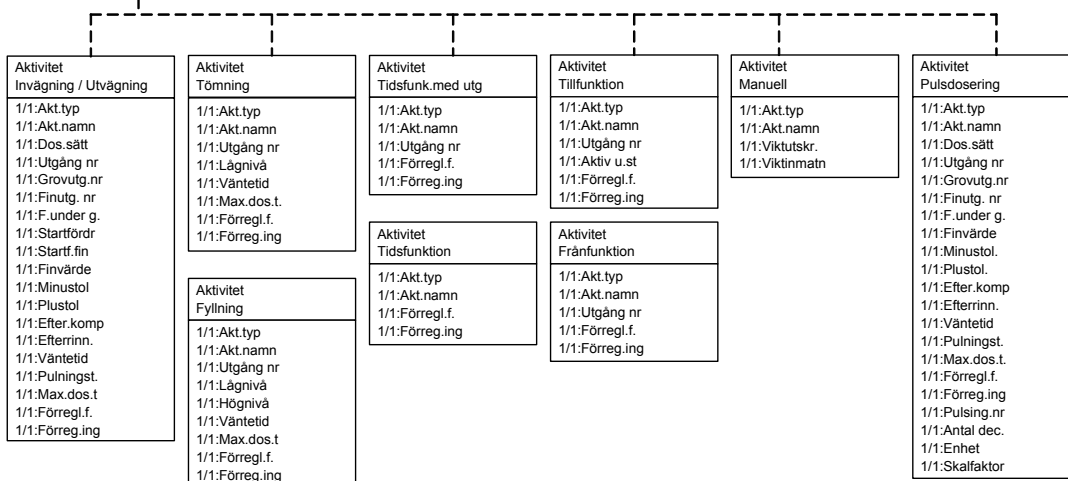 Aktivitet
Invägning / Utvägning
1/1:Akt.typ
1/1:Akt.namn
1/1:Dos.sätt
1/1:Utgång nr
1/1:Grovutg.nr
1/1:Finutg. nr
1/1:F.under g.
1/1:Startfördr
1/1:Startf.fin
1/1:Finvärde
1/1:Minustol
1/1:Plustol
1/1:Efter.komp
1/1:Efterrinn.
1/1:Väntetid
1/1:Pulningst.
1/1:Max.dos.t
1/1:Förregl.f.
1/1:Förreg.ing
Aktivitet
Tömning
1/1:Akt.typ
1/1:Akt.namn
1/1:Utgång nr
1/1:Lågnivå
1/1:Väntetid
1/1:Max.dos.t.
1/1:Förregl.f.
1/1:Förreg.ing
Aktivitet
Fyllning
1/1:Akt.typ
1/1:Akt.namn
1/1:Utgång nr
1/1:Lågnivå
1/1:Högnivå
1/1:Väntetid
1/1:Max.dos.t
1/1:Förregl.f.
1/1:Förreg.ing
Aktivitet
Tidsfunk.med utg
1/1:Akt.typ
1/1:Akt.namn
1/1:Utgång nr
1/1:Förregl.f.
1/1:Förreg.ing
Aktivitet
Tidsfunktion
1/1:Akt.typ
1/1:Akt.namn
1/1:Förregl.f.
1/1:Förreg.ing
Aktivitet
Tillfunktion
1/1:Akt.typ
1/1:Akt.namn
1/1:Utgång nr
1/1:Aktiv u.st
1/1:Förregl.f.
1/1:Förreg.ing
Aktivitet
Frånfunktion
1/1:Akt.typ
1/1:Akt.namn
1/1:Utgång nr
1/1:Förregl.f.
1/1:Förreg.ing
Aktivitet
Manuell
1/1:Akt.typ
1/1:Akt.namn
1/1:Viktutskr.
1/1:Viktinmatn
Aktivitet
Pulsdosering
1/1:Akt.typ
1/1:Akt.namn
1/1:Dos.sätt
1/1:Utgång nr
1/1:Grovutg.nr
1/1:Finutg. nr
1/1:F.under g.
1/1:Finvärde
1/1:Minustol.
1/1:Plustol.
1/1:Efter.komp
1/1:Efterrinn.
1/1:Väntetid
1/1:Pulningst.
1/1:Max.dos.t.
1/1:Förregl.f.
1/1:Förreg.ing
1/1:Pulsing.nr
1/1:Antal dec.
1/1:Enhet
1/1:Skalfaktor